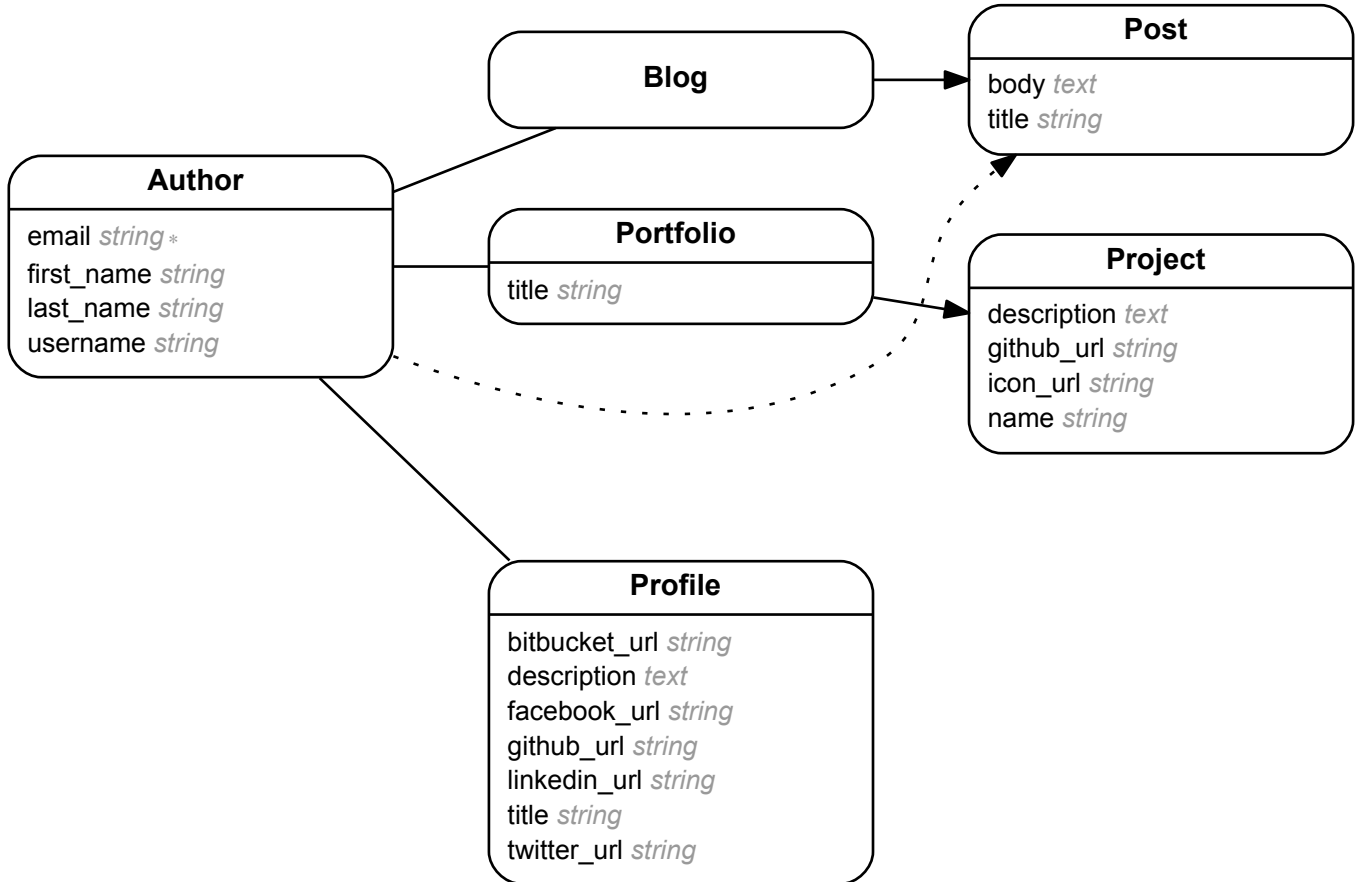 Blog
Post
body text
title string
Author
email string *
first_name string
last_name string
username string
Portfolio
title string
Project
description text
github_url string
icon_url string
name string
Profile
bitbucket_url string
description text
facebook_url string
github_url string
linkedin_url string
title string
twitter_url string